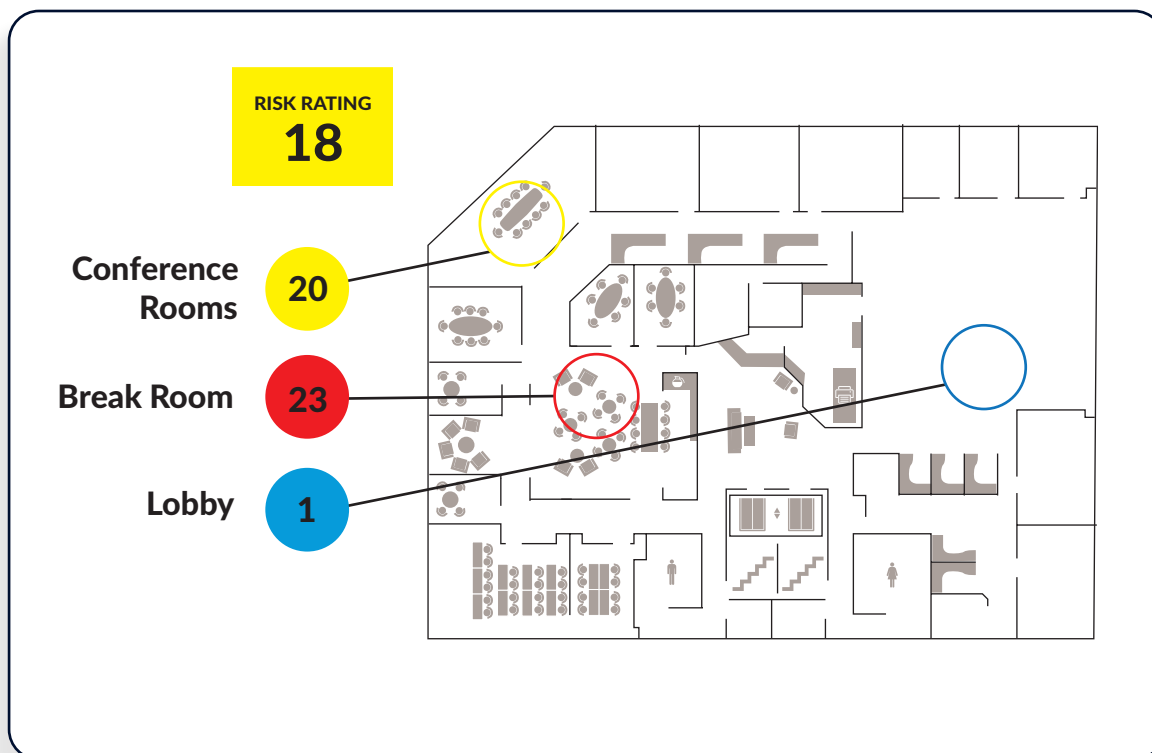 RISK RATING
18
Conference
Rooms
20
Break Room
23
Lobby
1